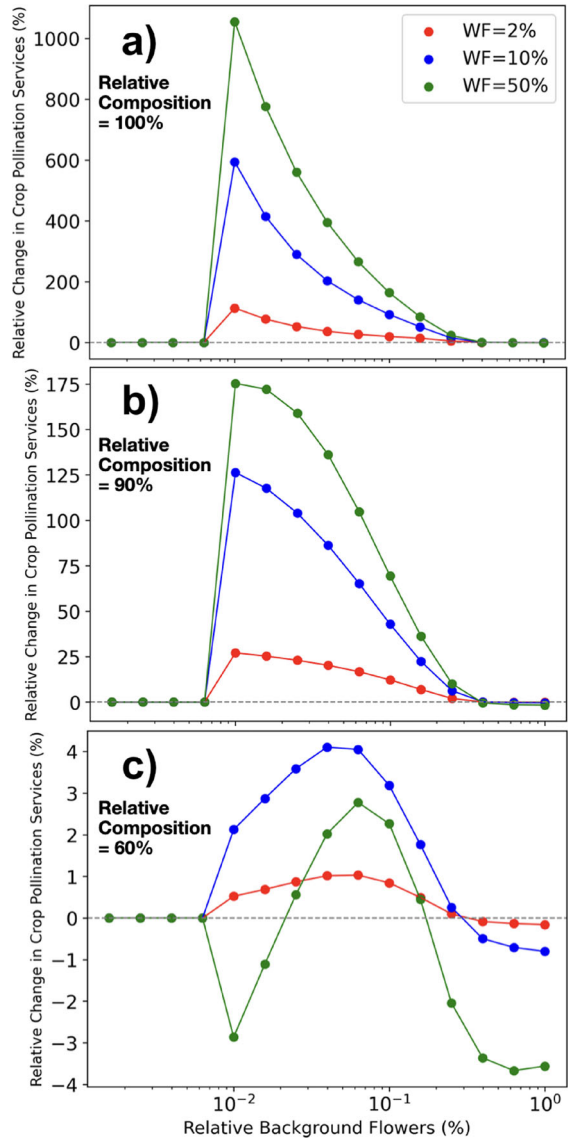 Relative Change in Crop Pollination Services (%)
1000
800
600
400
200
0
a)
Relative
Composition
= 100%
WF=2%
WF=10%
WF=50%
Relative Change in Crop Pollination Services (%)
175
150
125
100
75
50
25
0
b)
Relative
Composition
= 90%
Relative Change in Crop Pollination Services (%)
4
3
2
1
0
−1
−2
−3
−4
c)
Relative
Composition
= 60%
10⁻² 10⁻¹ 10⁰
Relative Background Flowers (%)